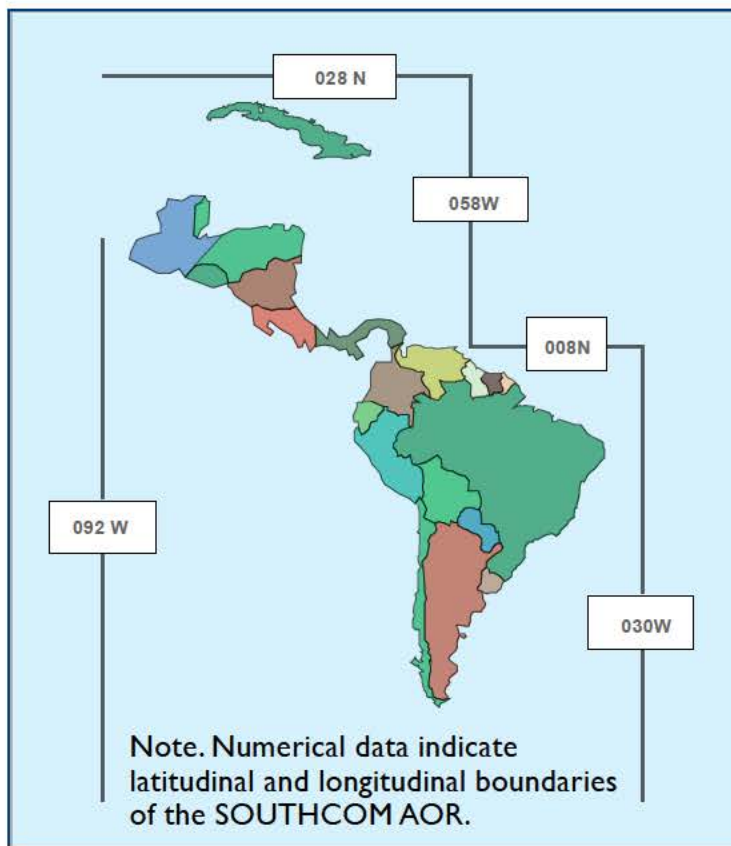 028 N
058W
008N
092 W
030W
Note. Numerical data indicate
latitudinal and longitudinal boundaries
of the SOUTHCOM AOR.